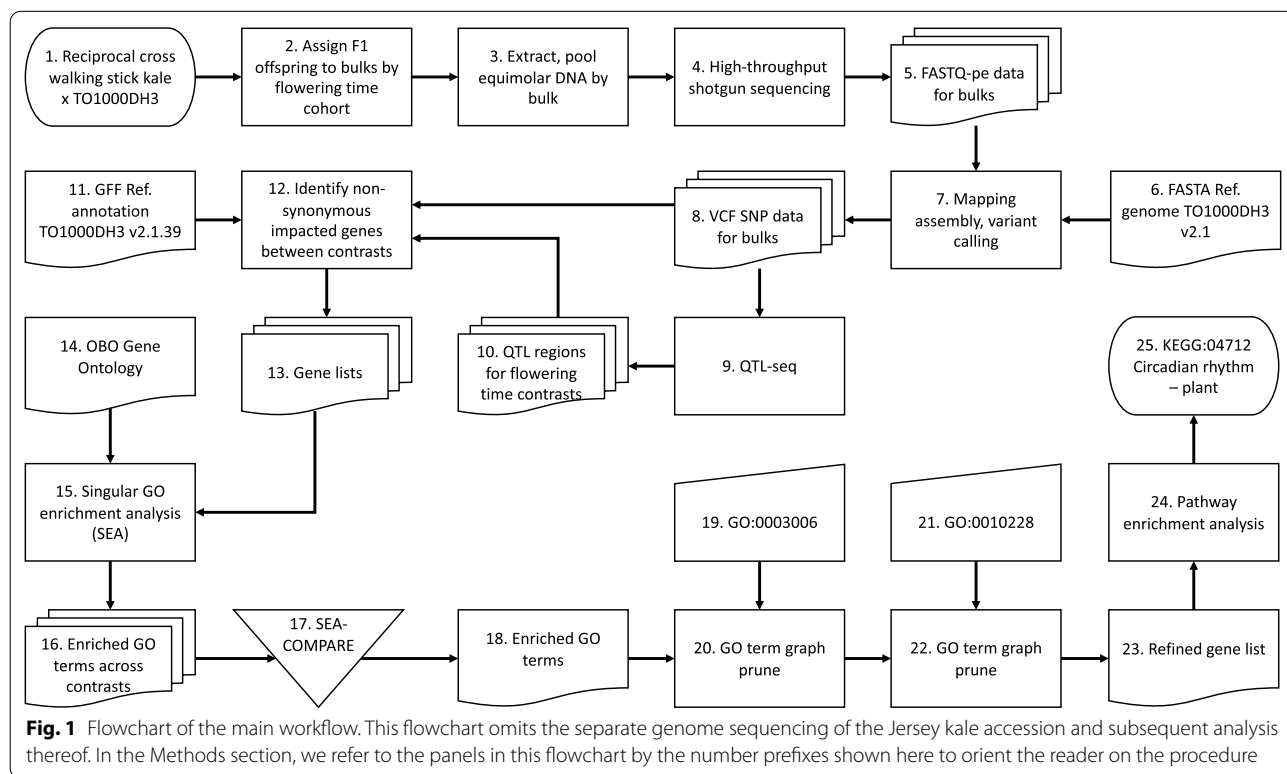 1. Reciprocal cross
walking stick kale
x TO1000DH3
2. Assign F1
offspring to bulks by
flowering time
cohort
3. Extract, pool
equimolar DNA by
bulk
4. High-throughput
shotgun sequencing
5. FASTQ-pe data
for bulks
11. GFF Ref.
annotation
TO1000DH3 v2.1.39
12. Identify non-
synonymous
impacted genes
between contrasts
8. VCF SNP data
for bulks
7. Mapping
assembly, variant
calling
6. FASTA Ref.
genome TO1000DH3
v2.1
14. OBO Gene
Ontology
13. Gene lists
10. QTL regions
for flowering
time contrasts
9. QTL-seq
25. KEGG:04712
Circadian rhythm
– plant
15. Singular GO
enrichment analysis
(SEA)
19. GO:0003006
21. GO:0010228
24. Pathway
enrichment analysis
16. Enriched GO
terms across
contrasts
17. SEA-
COMPARE
18. Enriched GO
terms
20. GO term graph
prune
22. GO term graph
prune
23. Refined gene list
Fig. 1 Flowchart of the main workflow. This flowchart omits the separate genome sequencing of the Jersey kale accession and subsequent analysis
thereof. In the Methods section, we refer to the panels in this flowchart by the number prefixes shown here to orient the reader on the procedure